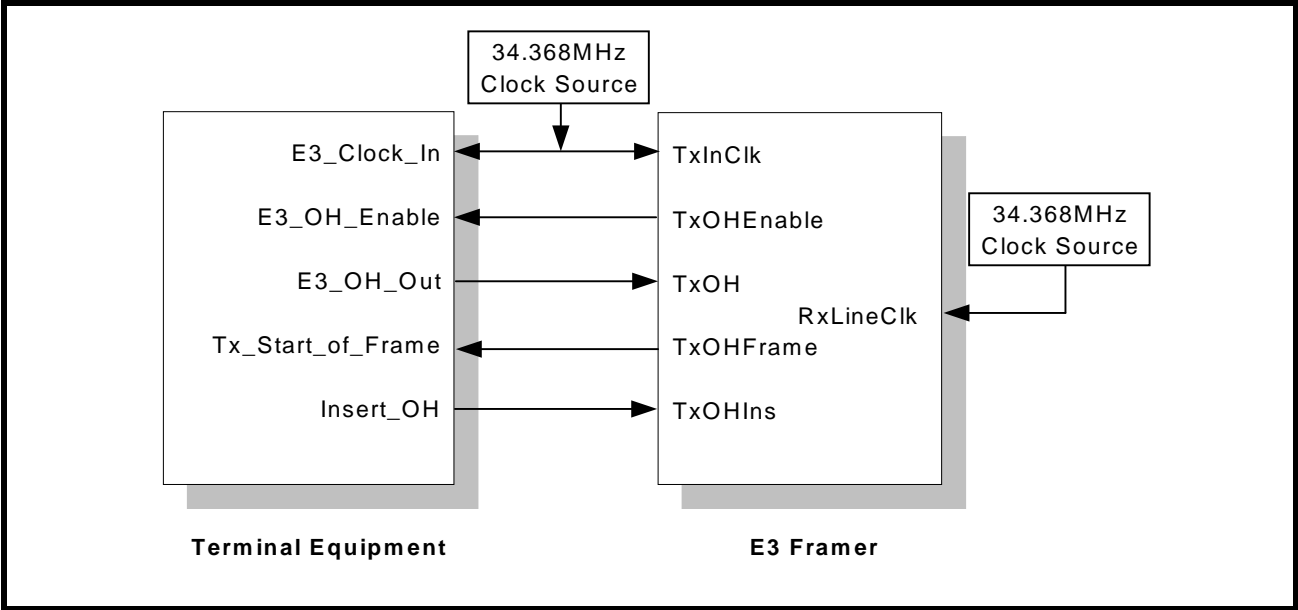 34.368MHz
Clock Source
E3_Clock_In
TxInClk
E3_OH_Enable
TxOHEnable
34.368MHz
Clock Source
E3_OH_Out
TxOH
RxLineClk
Tx_Start_of_Frame
TxOHFrame
Insert_OH
TxOHIns
Terminal Equipment
E3 Framer